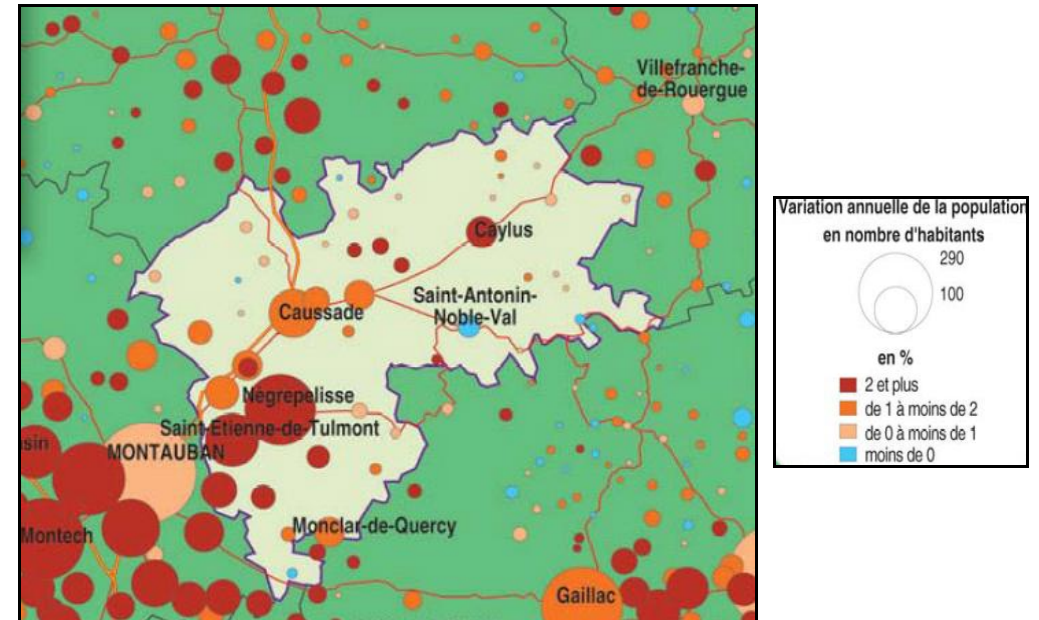 Villefranche-
de-Rouergue
Caylus
Saint-Antonin-
Noble-Val
Caussade
Négrepelisse
Saint-Etienne-de-Tulmont
sin
MONTAUBAN
Montech
Monclar-de-Quercy
Gaillac
Variation annuelle de la population
en nombre d'habitants
290
100
en %
2 et plus
de 1 à moins de 2
de 0 à moins de 1
moins de 0